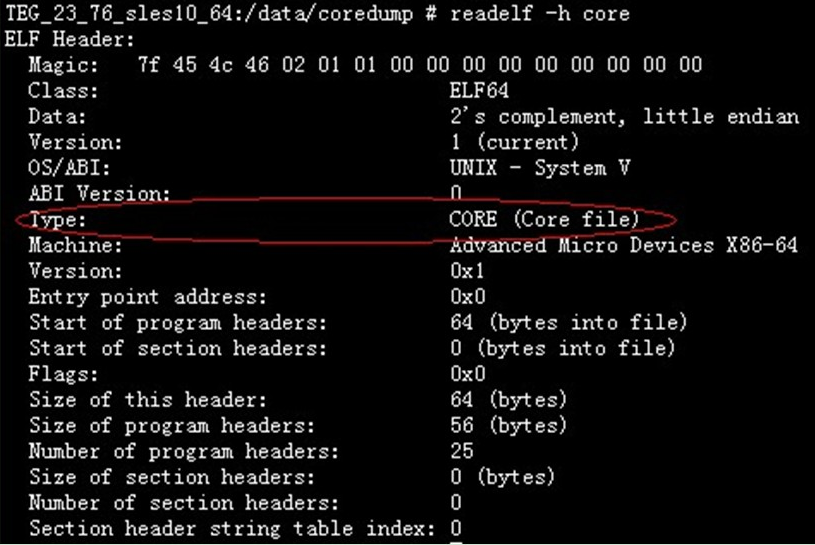 TEG_23_76_sles10_64:/data/coredump # readelf -h core
ELF Header:
  Magic:   7f 45 4c 46 02 01 01 00 00 00 00 00 00 00 00 00
  Class:                             ELF64
  Data:                              2's complement, little endian
  Version:                           1 (current)
  OS/ABI:                            UNIX - System V
  ABI Version:                       0
  Type:                              CORE (Core file)
  Machine:                           Advanced Micro Devices X86-64
  Version:                           0x1
  Entry point address:               0x0
  Start of program headers:          64 (bytes into file)
  Start of section headers:          0 (bytes into file)
  Flags:                             0x0
  Size of this header:               64 (bytes)
  Size of program headers:           56 (bytes)
  Number of program headers:         25
  Size of section headers:           0 (bytes)
  Number of section headers:         0
  Section header string table index: 0